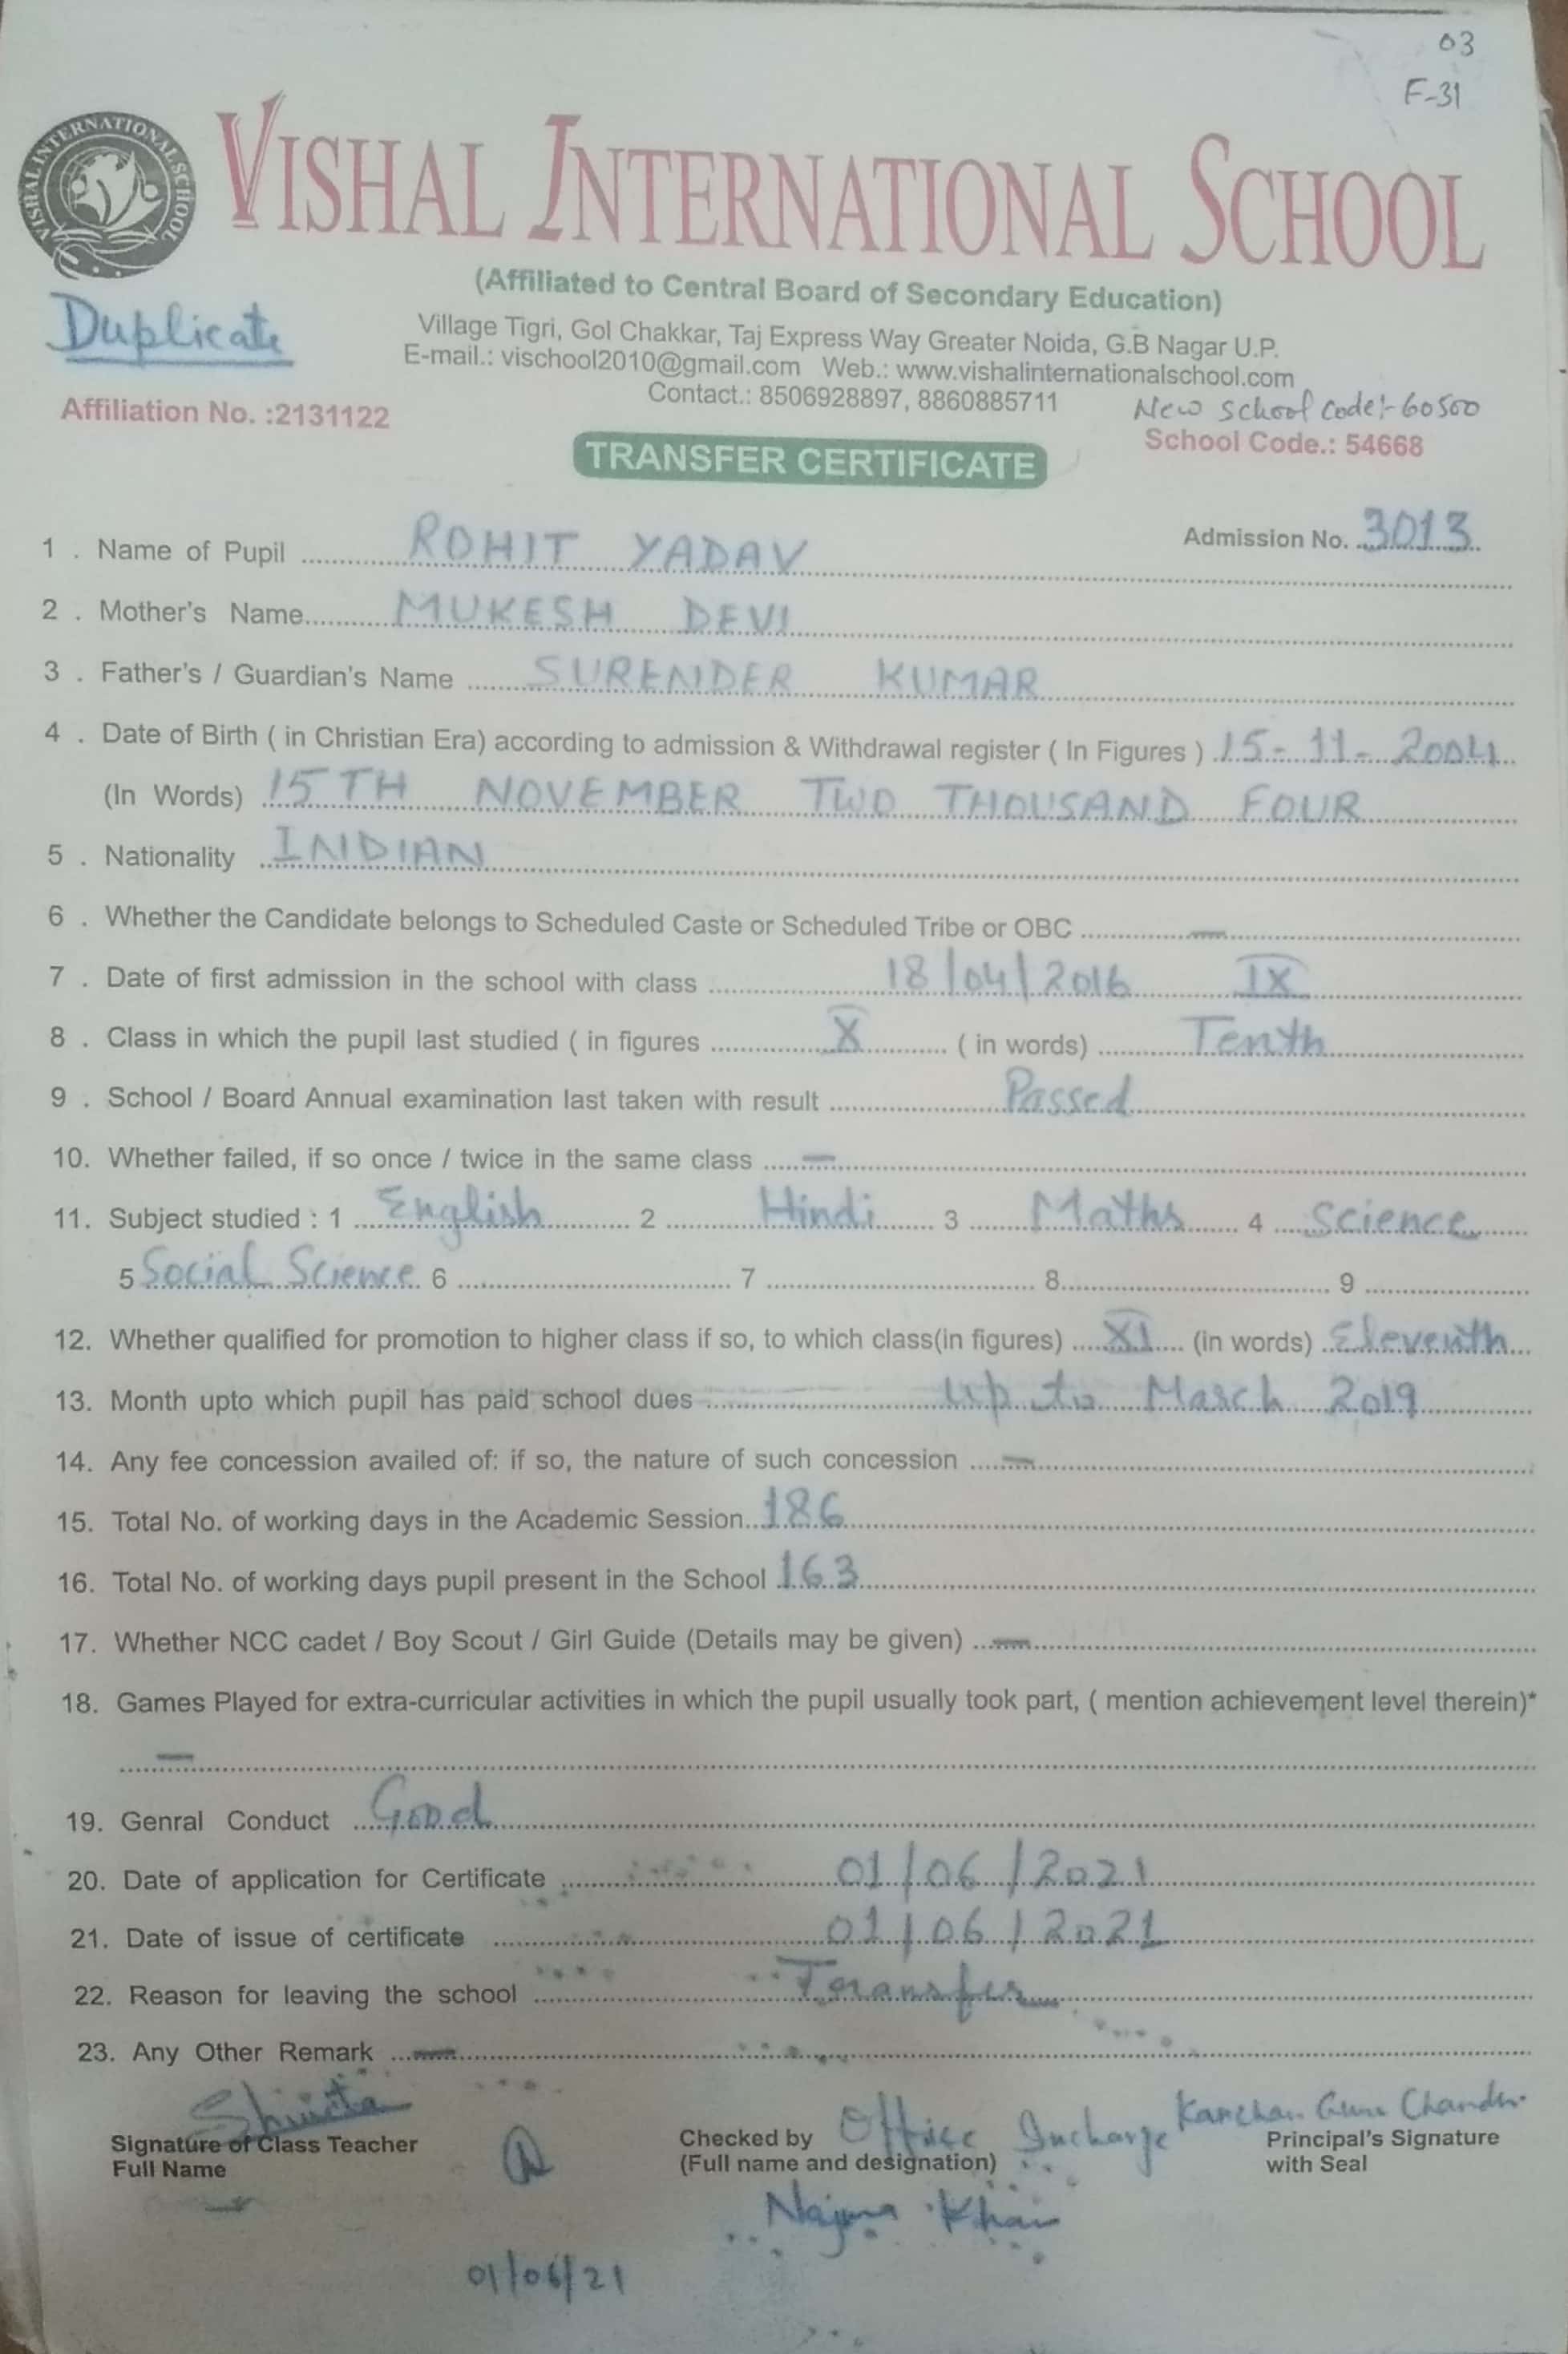 03
F-31
VISHAL INTERNATIONAL SCHOOL
VISHAL INTERNATIONAL SCHOOL
(Affiliated to Central Board of Secondary Education)
Duplicate
Village Tigri, Gol Chakkar, Taj Express Way Greater Noida, G.B Nagar U.P.
E-mail.: vischool2010@gmail.com Web.: www.vishalinternationalschool.com
Contact.: 8506928897, 8860885711
New school code:- 60500
Affiliation No. :2131122
School Code.: 54668
TRANSFER CERTIFICATE
Admission No. 3013
1 . Name of Pupil ROHIT YADAV
2 . Mother's Name MUKESH DEVI
3 . Father's / Guardian's Name SURENDER KUMAR
4 . Date of Birth ( in Christian Era) according to admission & Withdrawal register ( In Figures ) 15-11-2004
(In Words) 15TH NOVEMBER TWO THOUSAND FOUR
5 . Nationality INDIAN
6 . Whether the Candidate belongs to Scheduled Caste or Scheduled Tribe or OBC —
7 . Date of first admission in the school with class 18/04/2016 IX
8 . Class in which the pupil last studied ( in figures X ( in words) Tenth
9 . School / Board Annual examination last taken with result Passed
10. Whether failed, if so once / twice in the same class —
11. Subject studied : 1 English 2 Hindi 3 Maths 4 Science
5 Social Science 6 7 8 9
12. Whether qualified for promotion to higher class if so, to which class(in figures) XI (in words) Eleventh
13. Month upto which pupil has paid school dues up to March 2019
14. Any fee concession availed of: if so, the nature of such concession —
15. Total No. of working days in the Academic Session 186
16. Total No. of working days pupil present in the School 163
17. Whether NCC cadet / Boy Scout / Girl Guide (Details may be given) —
18. Games Played for extra-curricular activities in which the pupil usually took part, ( mention achievement level therein)*
—
19. Genral Conduct Good
20. Date of application for Certificate 01/06/2021
21. Date of issue of certificate 01/06/2021
22. Reason for leaving the school Transfer
23. Any Other Remark —
Signature of Class Teacher
Full Name
Checked by Office Incharge
(Full name and designation)
Khan
Kanchan
Principal's Signature
with Seal
01/06/21